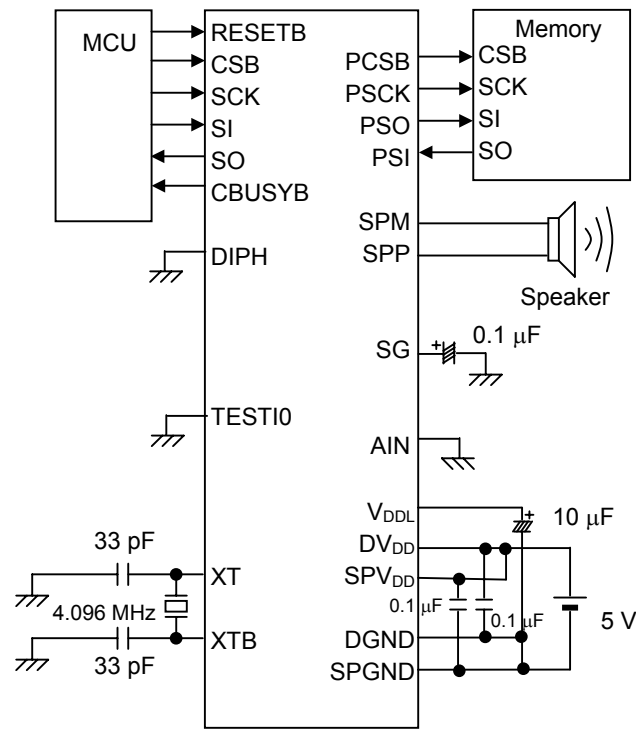 MCU
RESETB
CSB
SCK
SI
SO
CBUSYB
DIPH
TESTI0
33 pF
XT
4.096 MHz
XTB
33 pF
Memory
PCSB
CSB
PSCK
SCK
PSO
SI
PSI
SO
SPM
SPP
Speaker
0.1 μF
SG
+
AIN
VDDL
+
10 μF
DVDD
SPVDD
0.1 μF
0.1 μF
5 V
DGND
SPGND